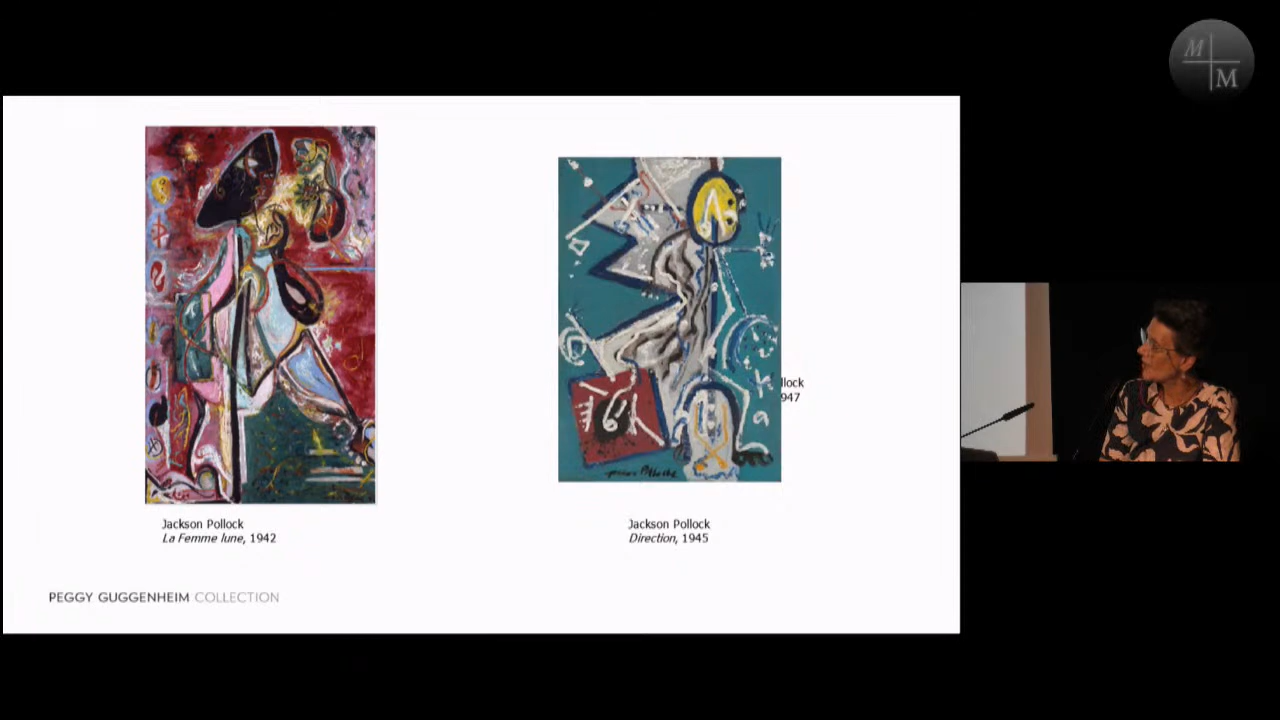 M
M
llock
947
Jackson Pollock
La Femme lune, 1942
Jackson Pollock
Direction, 1945
PEGGY GUGGENHEIM COLLECTION